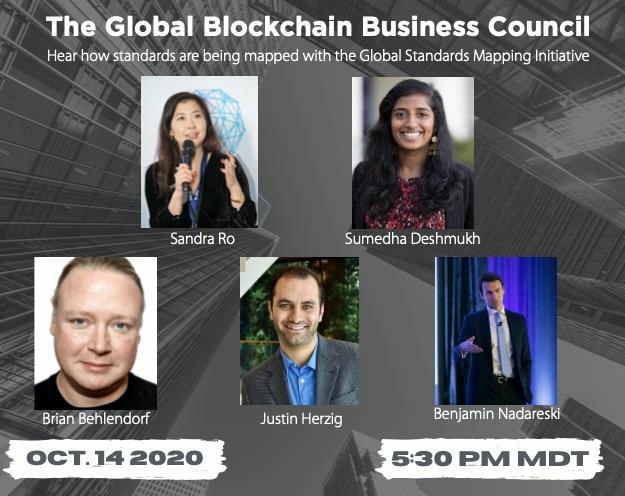 The Global Blockchain Business Council
Hear how standards are being mapped with the Global Standards Mapping Initiative
Sandra Ro
Sumedha Deshmukh
Brian Behlendorf
Justin Herzig
Benjamin Nadareski
OCT. 14 2020
5:30 PM MDT